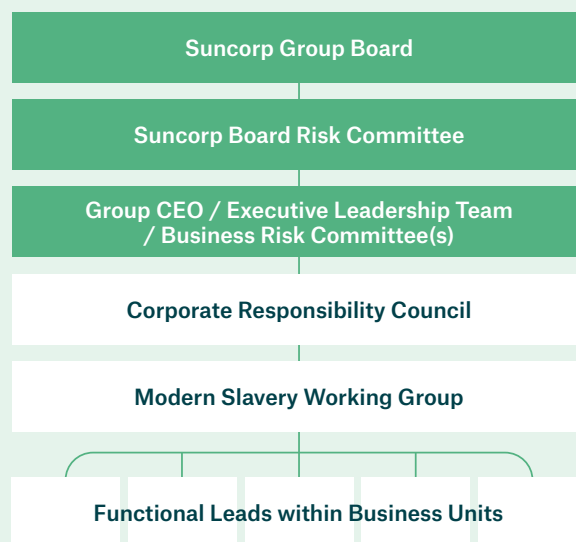 Suncorp Group Board
Suncorp Board Risk Committee
Group CEO / Executive Leadership Team
/ Business Risk Committee(s)
Corporate Responsibility Council
Modern Slavery Working Group
Functional Leads within Business Units